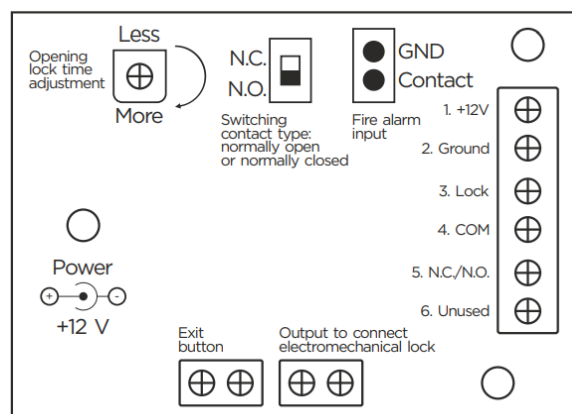 Less
Opening
lock time
adjustment
More
N.C.
N.O.
Switching
contact type:
normally open
or normally closed
GND
Contact
Fire alarm
input
1. +12V
2. Ground
3. Lock
4. COM
5. N.C./N.O.
6. Unused
Power
+ -
+12 V
Exit
button
Output to connect
electromechanical lock